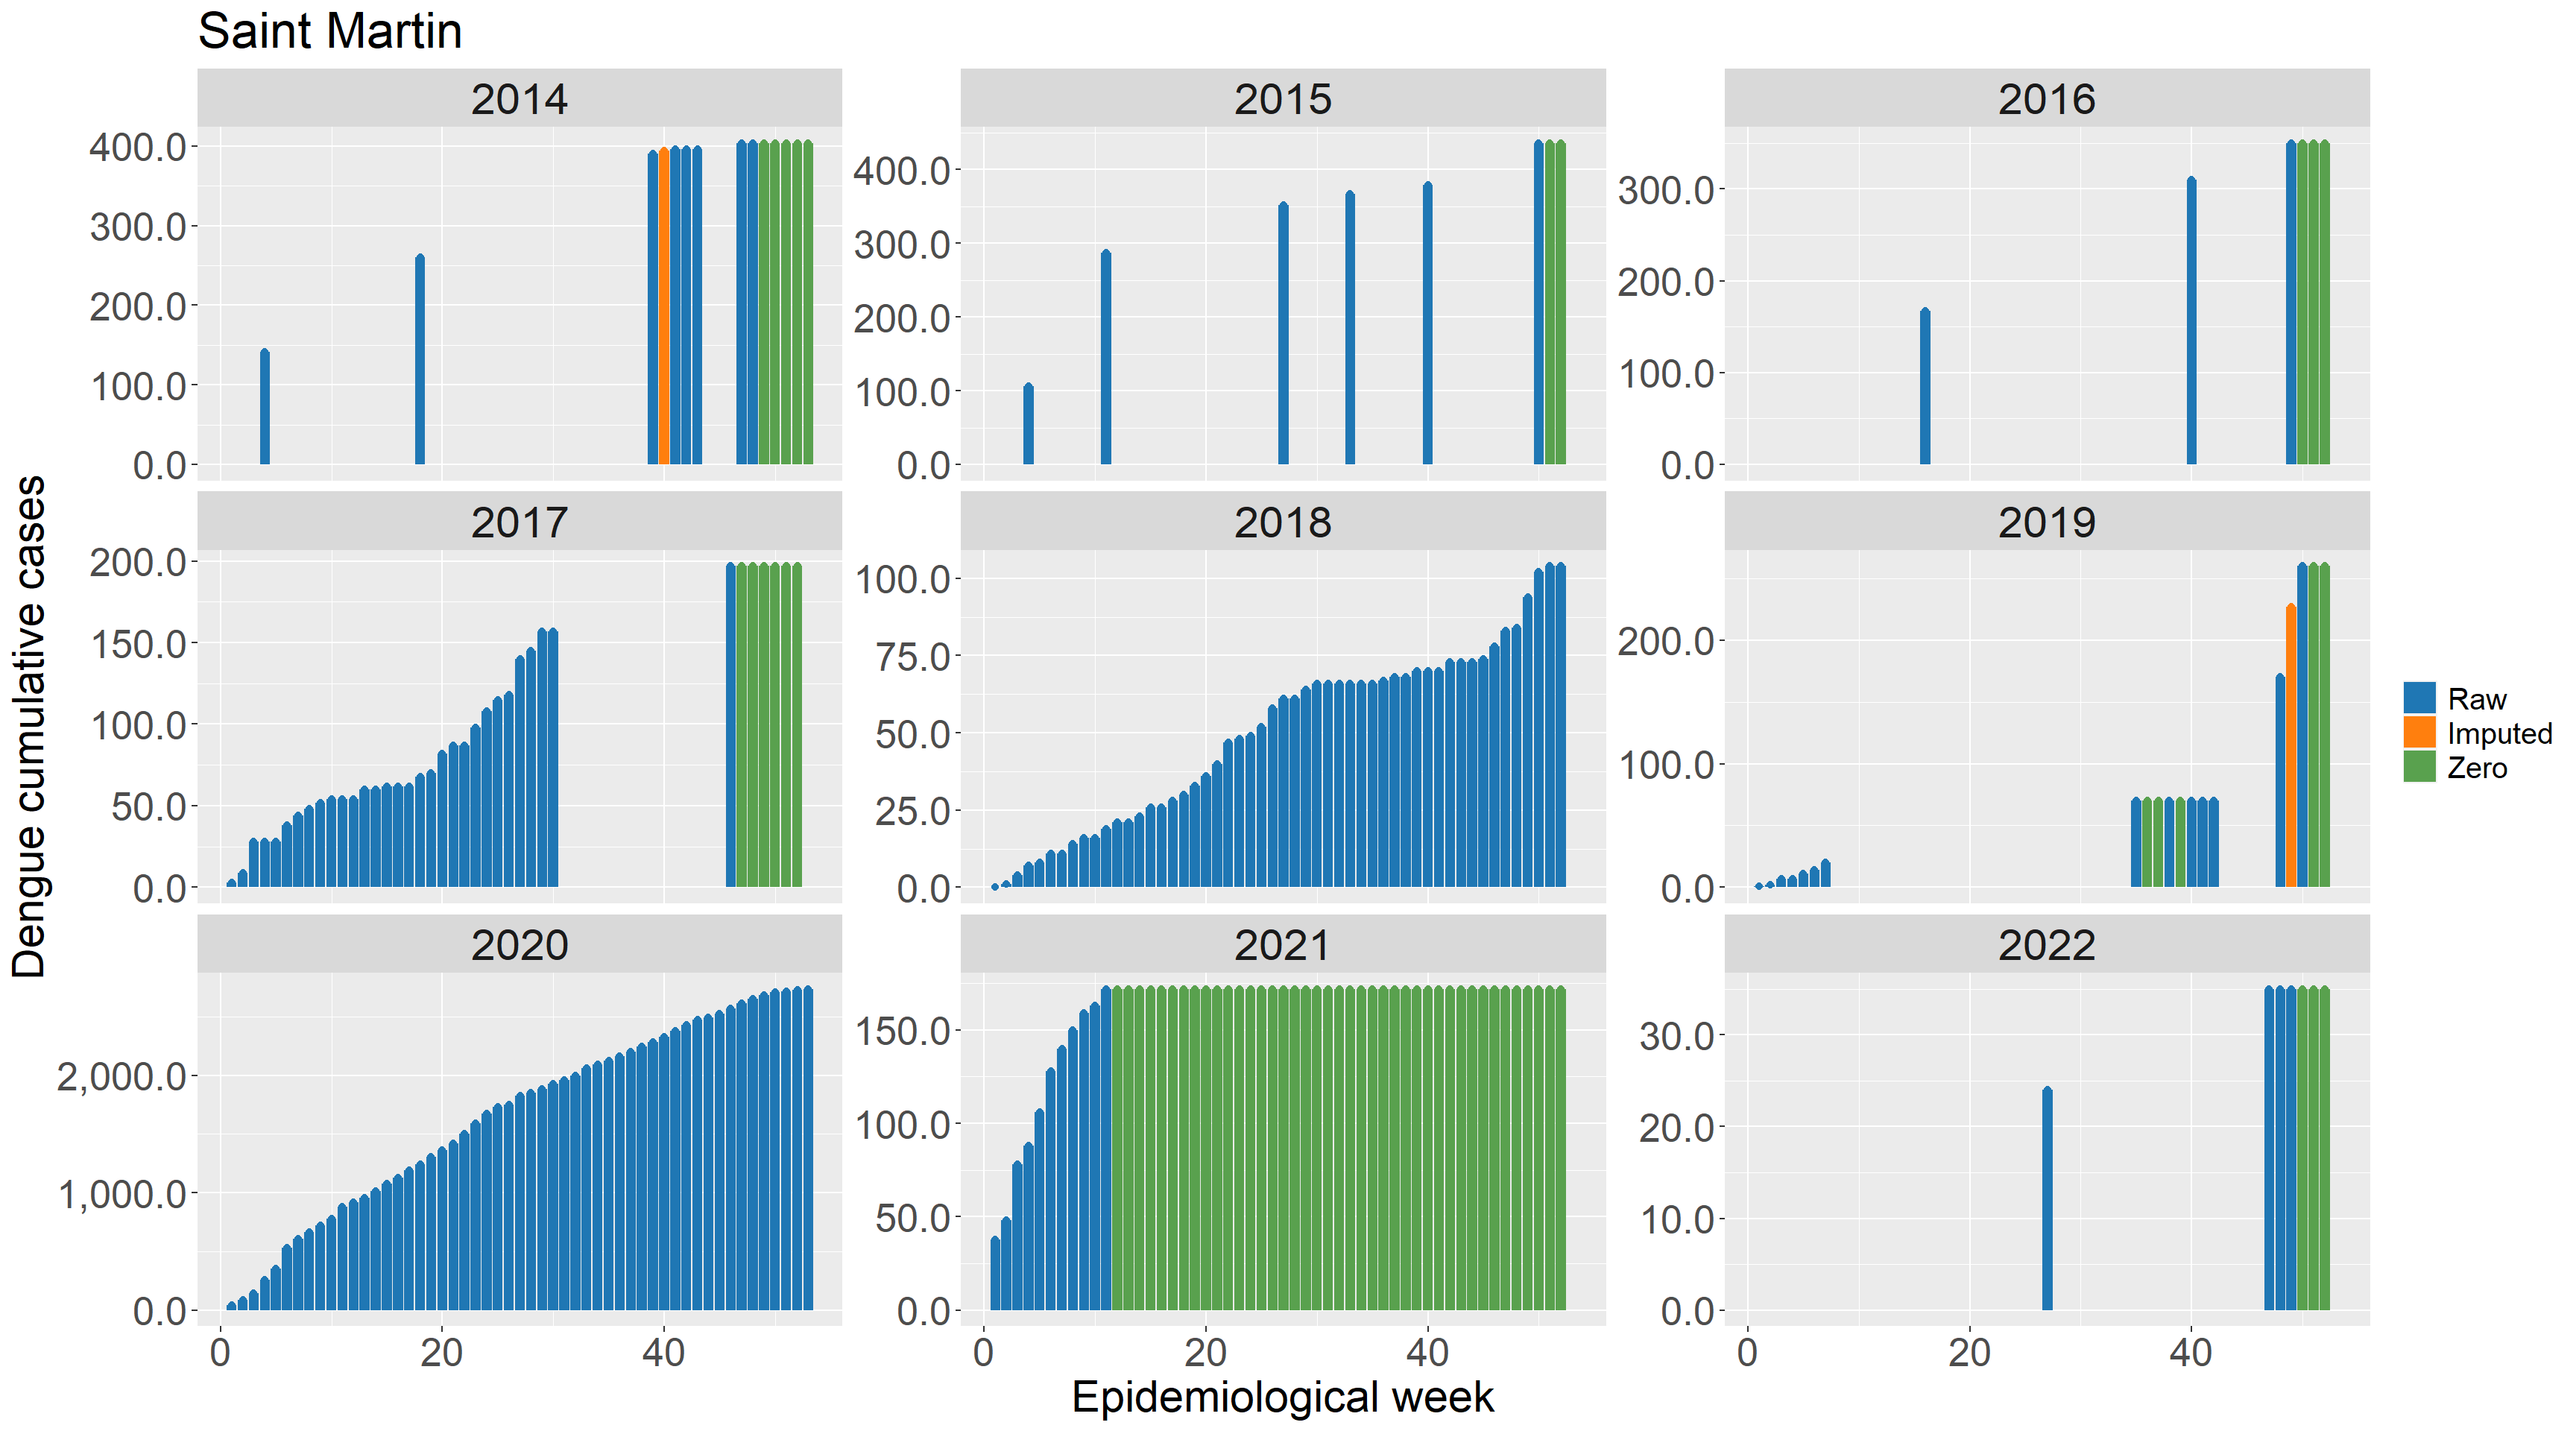 Saint Martin
2014 2015 2016
400.0 300.0 200.0 100.0 0.0
400.0 300.0 200.0 100.0 0.0
300.0 200.0 100.0 0.0
2017 2018 2019
200.0 150.0 100.0 50.0 0.0
100.0 75.0 50.0 25.0 0.0
200.0 100.0 0.0
2020 2021 2022
2,000.0 1,000.0 0.0
150.0 100.0 50.0 0.0
30.0 20.0 10.0 0.0
0 20 40 0 20 40 0 20 40
Epidemiological week
Dengue cumulative cases
Raw
Imputed
Zero